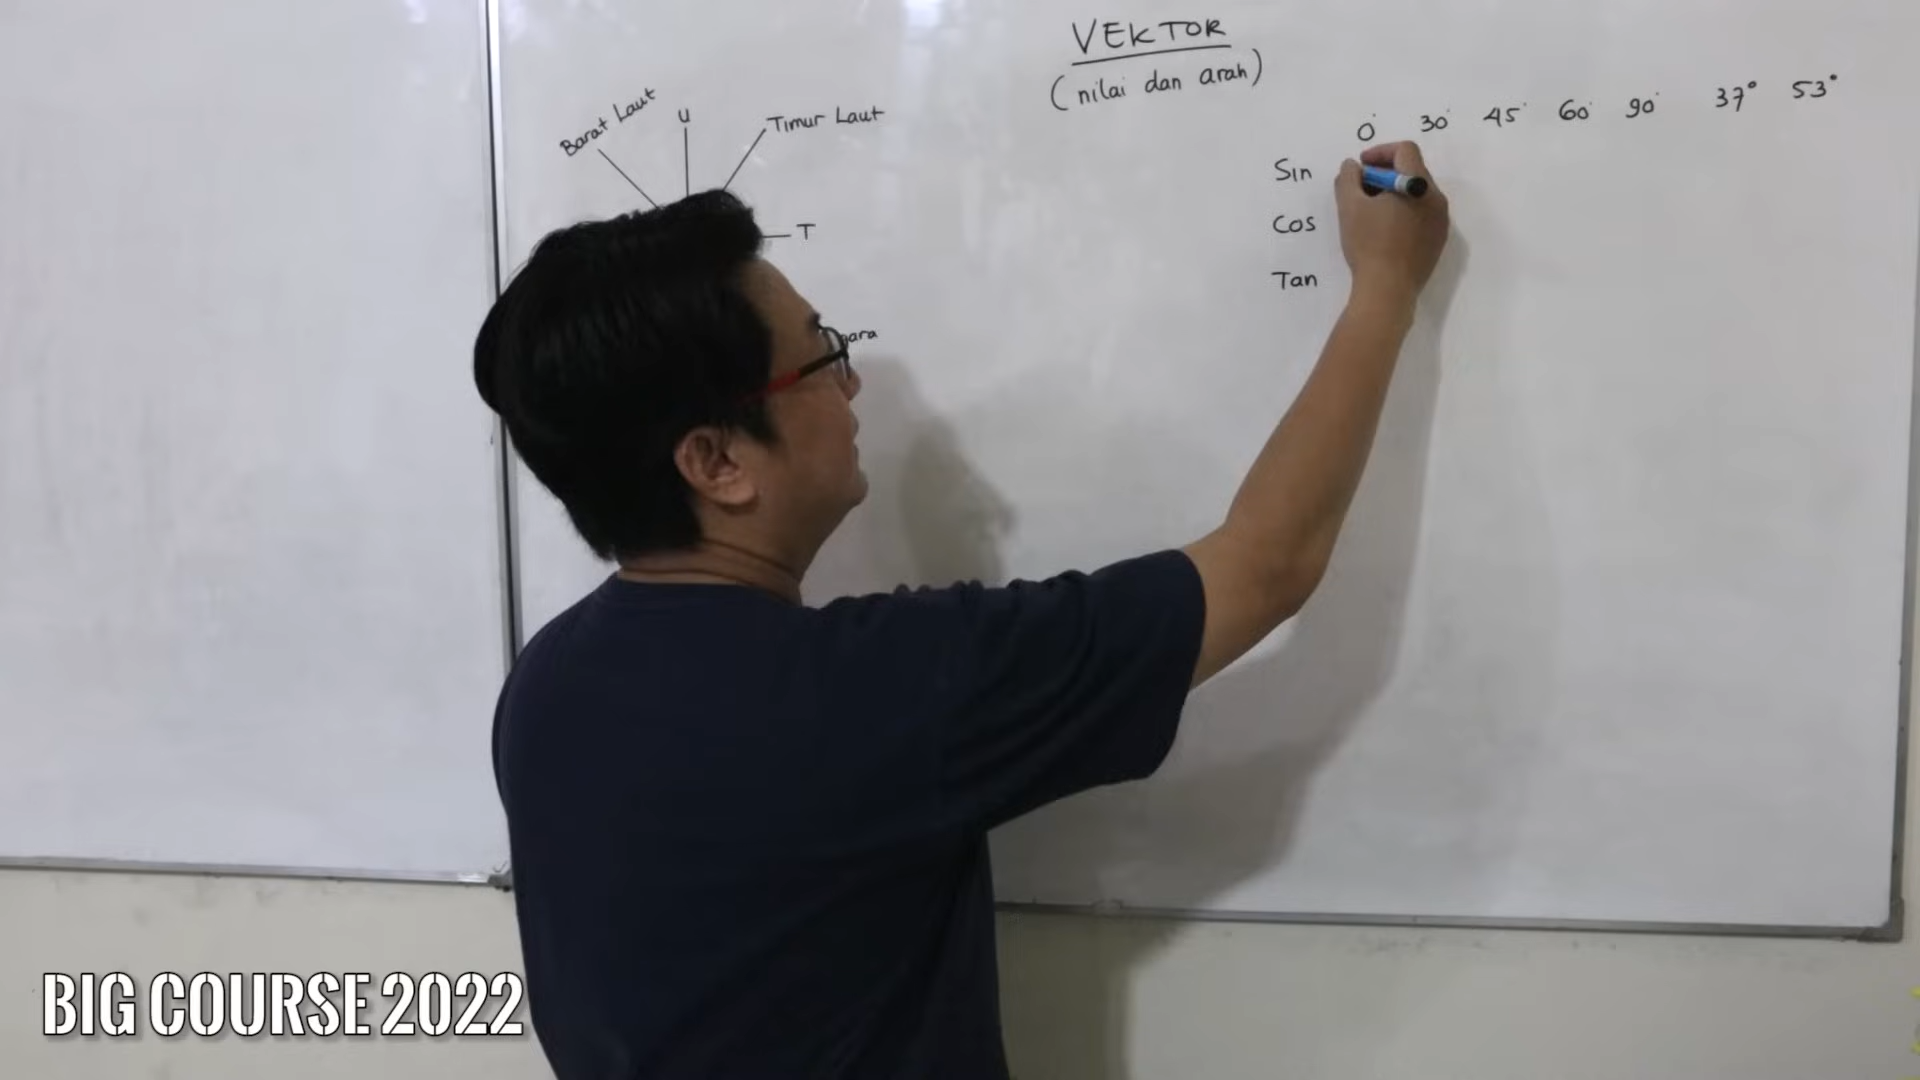 VEKTOR
(nilai dan arah)
Barat Laut
U
Timur Laut
T
0° 30° 45° 60° 90° 37° 53°
Sin
Cos
Tan
BIG COURSE 2022